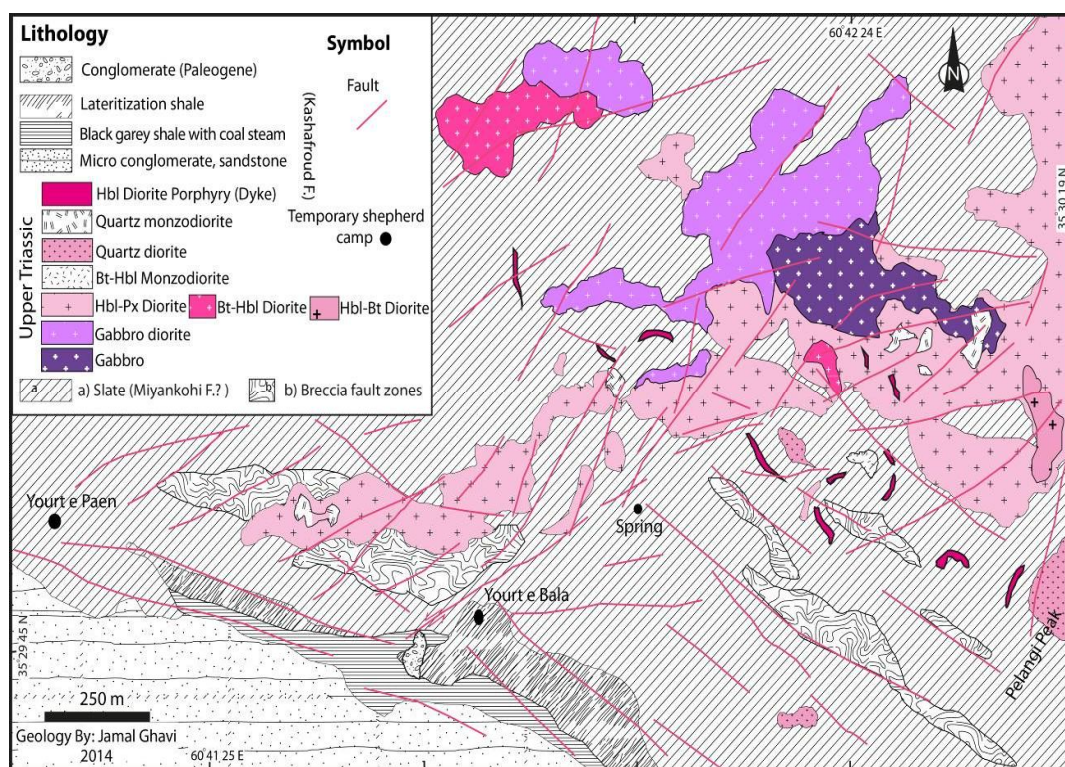 Lithology
Conglomerate (Paleogene)
Lateritization shale
Black garey shale with coal steam
Micro conglomerate, sandstone
(Kashafroud F.)
Upper Triassic
Hbl Diorite Porphyry (Dyke)
Quartz monzodiorite
Quartz diorite
Bt-Hbl Monzodiorite
Hbl-Px Diorite
Bt-Hbl Diorite
Hbl-Bt Diorite
Gabbro diorite
Gabbro
a
a) Slate (Miyankohi F.?)
b
b) Breccia fault zones
Symbol
Fault
Temporary shepherd
camp
60°42 24 E
N
35°30 19 N
Yourt e Paen
Spring
Yourt e Bala
Pelangi Peak
35°29 45 N
250 m
Geology By: Jamal Ghavi
2014
60°41 25 E